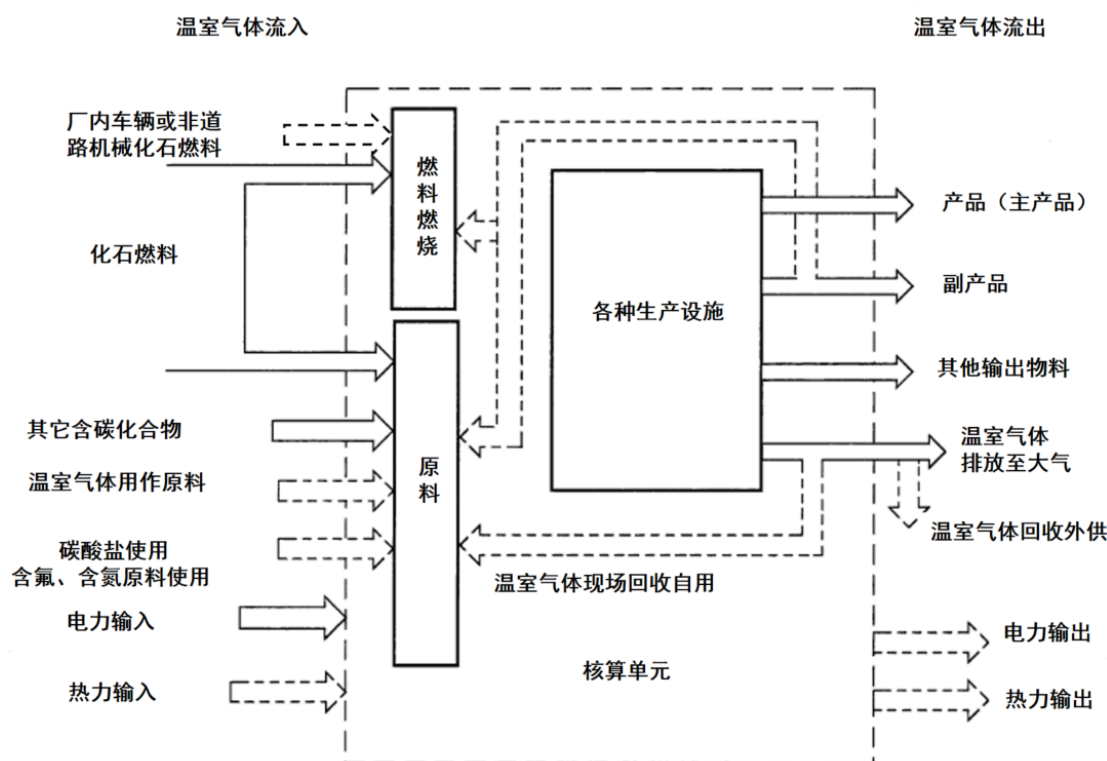 温室气体流入
温室气体流出
厂内车辆或非道
路机械化石燃料
化石燃料
其它含碳化合物
温室气体用作原料
碳酸盐使用
含氟、含氮原料使用
电力输入
热力输入
燃料燃烧
原料
各种生产设施
温室气体现场回收自用
核算单元
产品（主产品）
副产品
其他输出物料
温室气体
排放至大气
温室气体回收外供
电力输出
热力输出